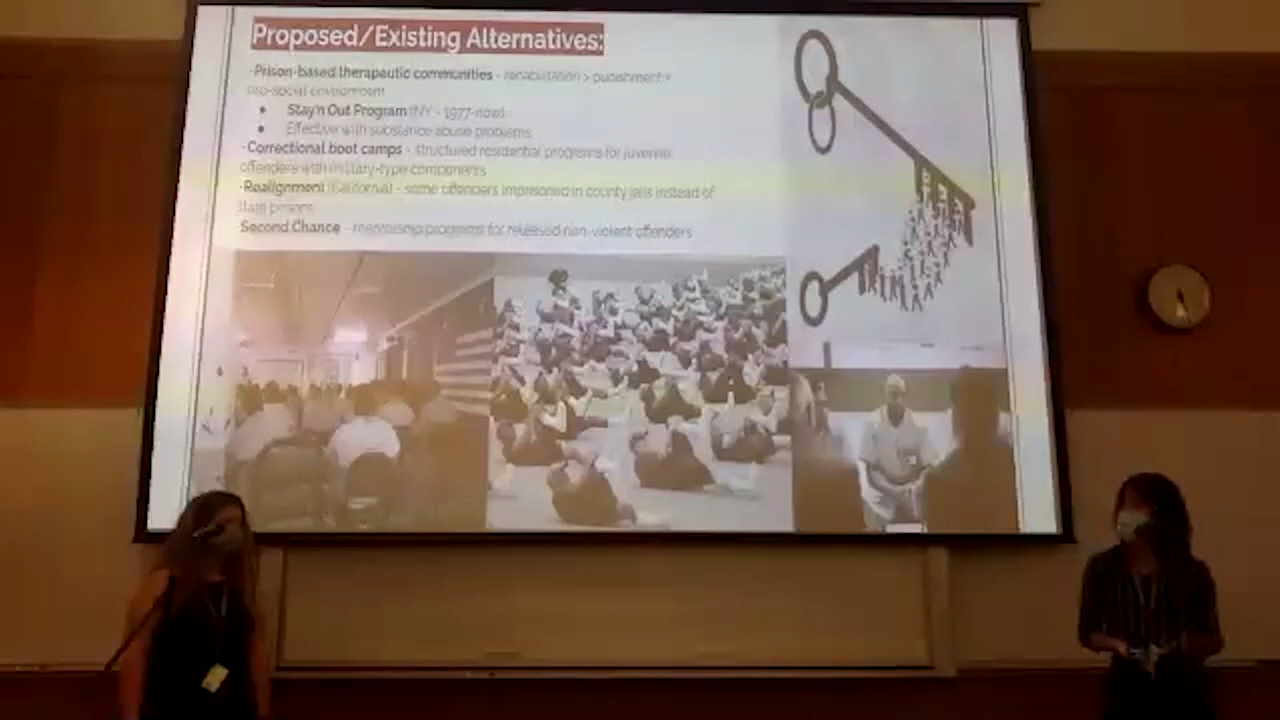 Proposed/Existing Alternatives:
-Prison-based therapeutic communities - rehabilitation > punishment +
pro-social environment
● Stay'n Out Program (NY - 1977-now)
● Effective with substance abuse problems
-Correctional boot camps - structured residential programs for juvenile
offenders with military-type components
-Realignment (California) - some offenders imprisoned in county jails instead of
state prisons
Second Chance - mentorship programs for released non-violent offenders